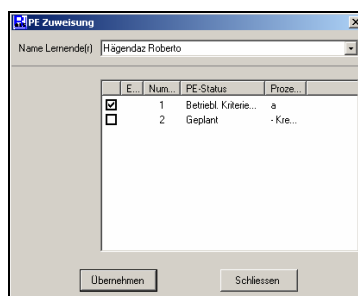 PE Zuweisung
Name Lernende(r) Hägendaz Roberto
E... Num... PE-Status Proze...
1 Betriebl. Kriterie... a
2 Geplant - Kre...
Übernehmen Schliessen